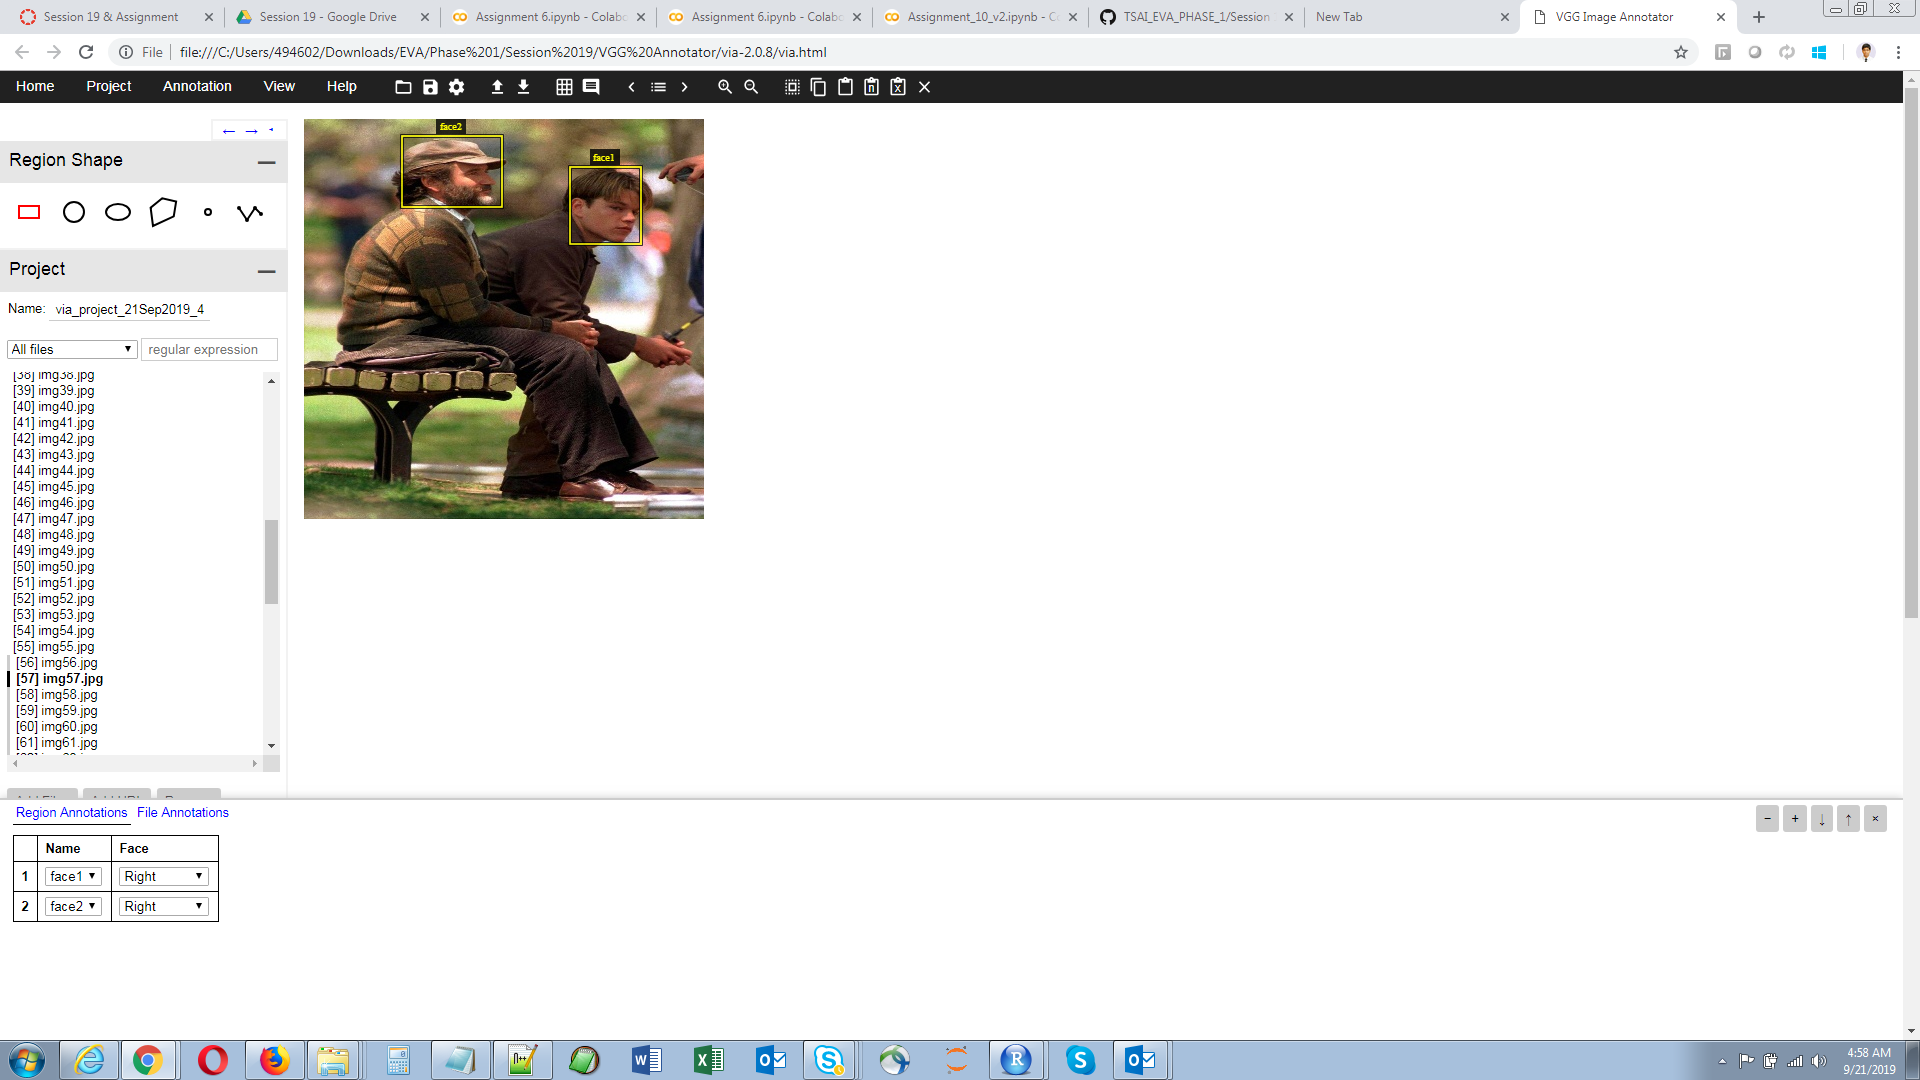 Session 19 & Assignment
Session 19 - Google Drive
Assignment 6.ipynb - Colabo
Assignment 6.ipynb - Colabo
Assignment_10_v2.ipynb - Co
TSAI_EVA_PHASE_1/Session
New Tab
VGG Image Annotator
File
file:///C:/Users/494602/Downloads/EVA/Phase%201/Session%2019/VGG%20Annotator/via-2.0.8/via.html
Home Project Annotation View Help
Region Shape
Project
Name: via_project_21Sep2019_4
All files regular expression
[38] img38.jpg
[39] img39.jpg
[40] img40.jpg
[41] img41.jpg
[42] img42.jpg
[43] img43.jpg
[44] img44.jpg
[45] img45.jpg
[46] img46.jpg
[47] img47.jpg
[48] img48.jpg
[49] img49.jpg
[50] img50.jpg
[51] img51.jpg
[52] img52.jpg
[53] img53.jpg
[54] img54.jpg
[55] img55.jpg
[56] img56.jpg
[57] img57.jpg
[58] img58.jpg
[59] img59.jpg
[60] img60.jpg
[61] img61.jpg
face2
face1
Region Annotations File Annotations
Name Face
1 face1 Right
2 face2 Right
4:58 AM
9/21/2019